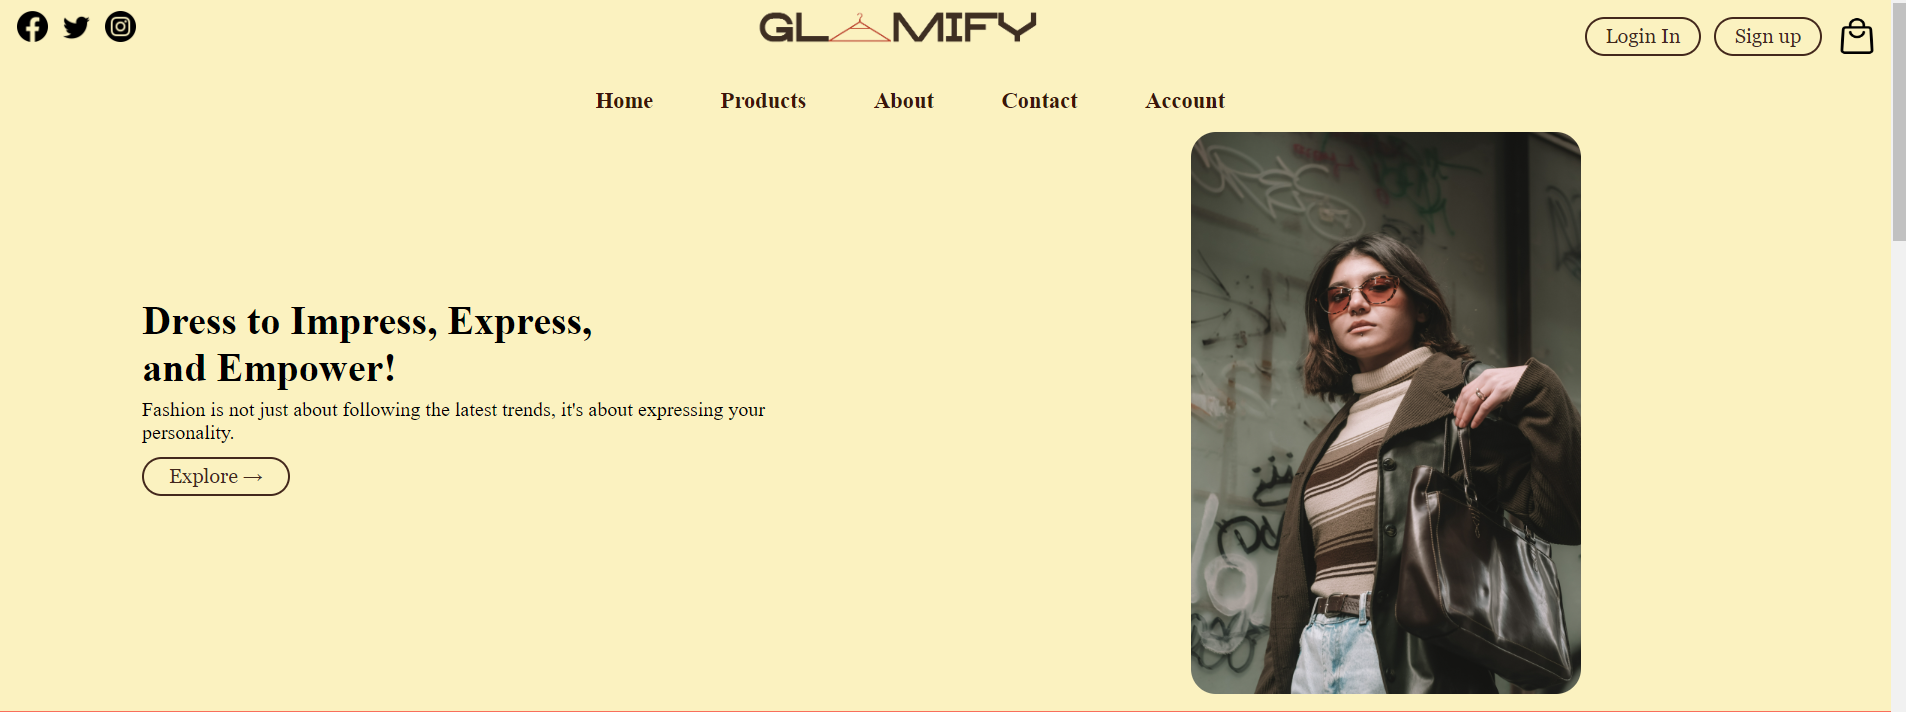 GLAMIFY
Login In
Sign up
Home Products About Contact Account
Dress to Impress, Express,
and Empower!
Fashion is not just about following the latest trends, it's about expressing your
personality.
Explore →